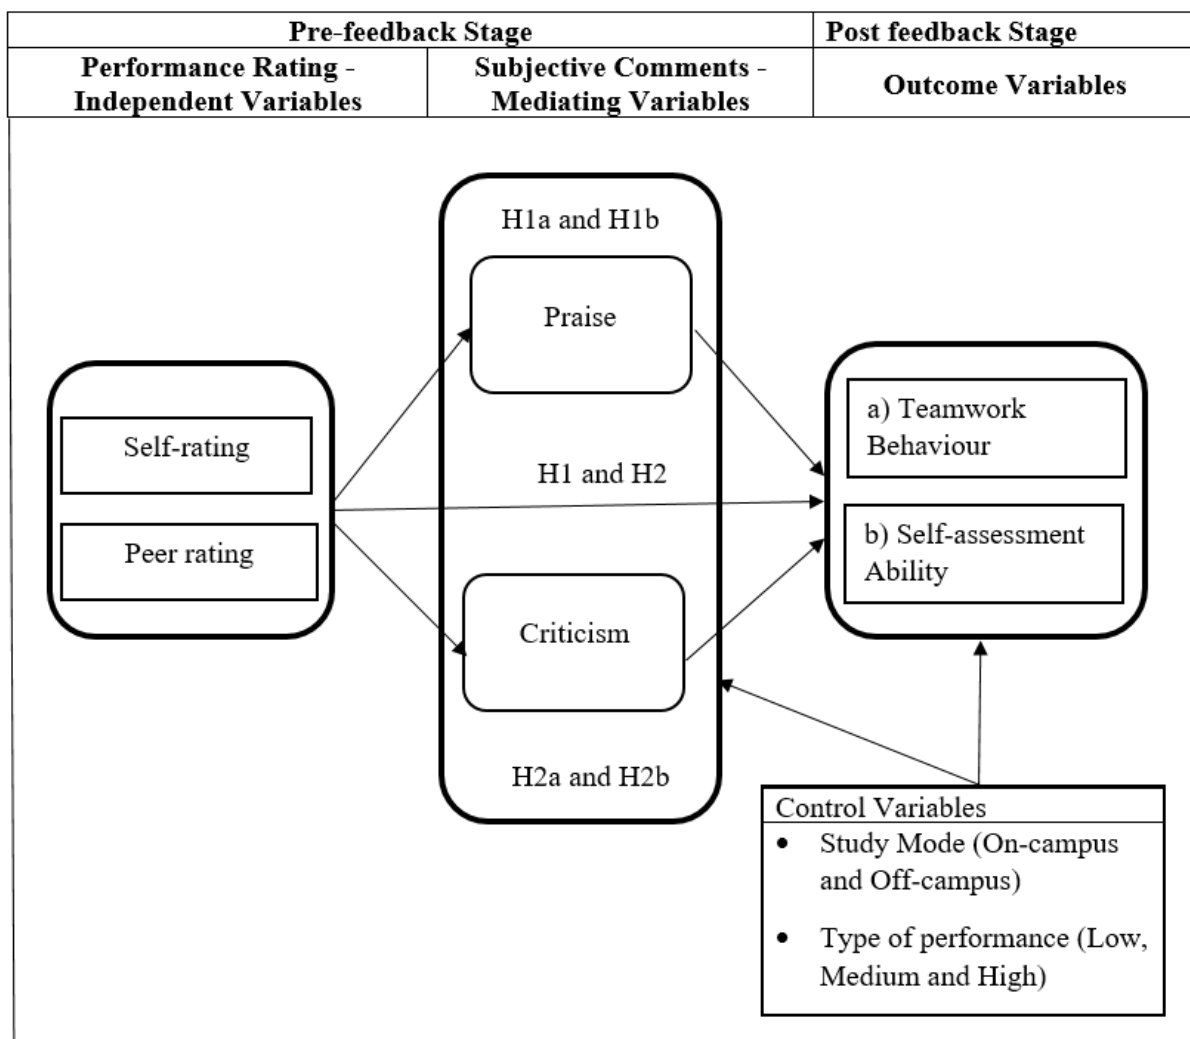 Pre-feedback Stage
Post feedback Stage
Performance Rating -
Independent Variables
Subjective Comments -
Mediating Variables
Outcome Variables
H1a and H1b
Praise
Self-rating
Peer rating
H1 and H2
Criticism
H2a and H2b
a) Teamwork
Behaviour
b) Self-assessment
Ability
Control Variables
• Study Mode (On-campus
and Off-campus)
• Type of performance (Low,
Medium and High)